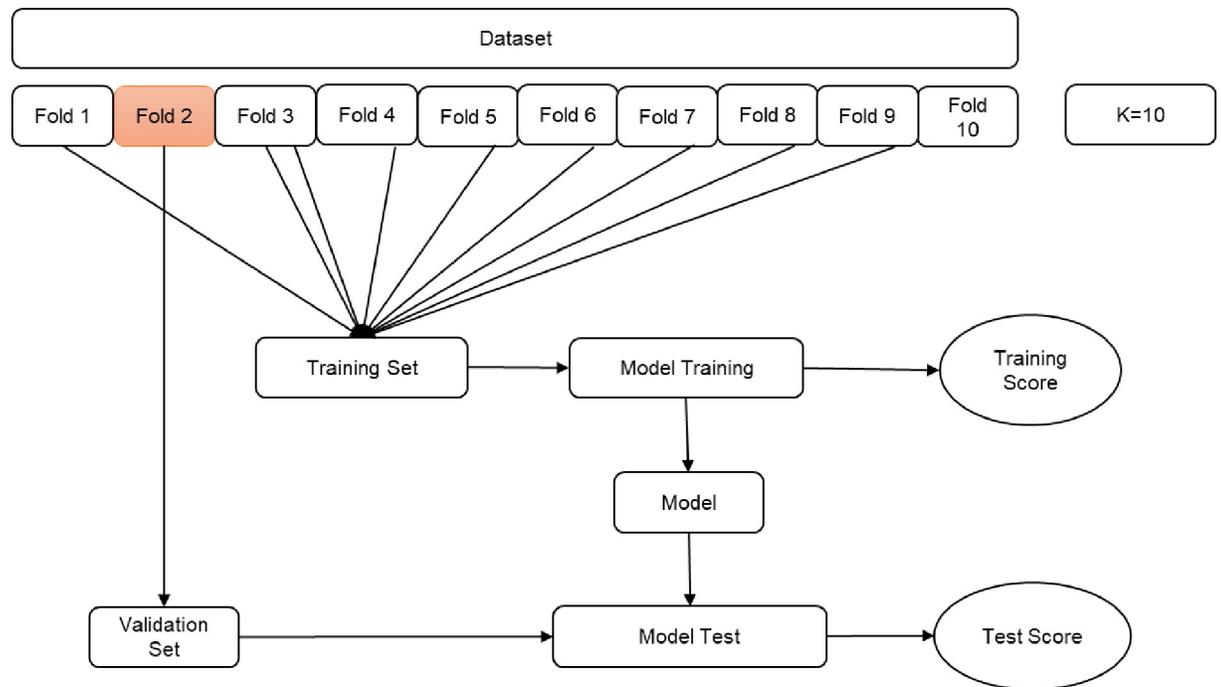 Dataset
Fold 1
Fold 2
Fold 3
Fold 4
Fold 5
Fold 6
Fold 7
Fold 8
Fold 9
Fold
10
K=10
Training Set
Model Training
Training
Score
Model
Validation
Set
Model Test
Test Score